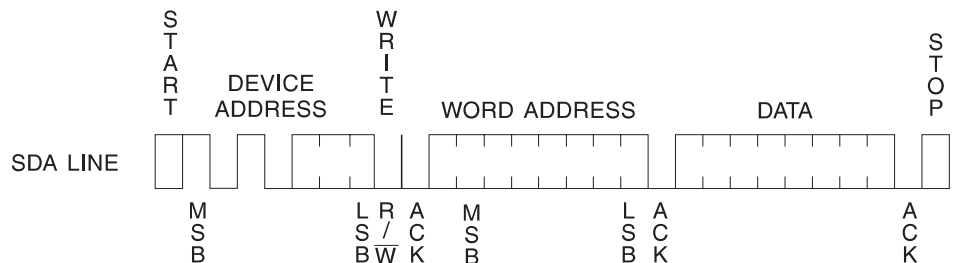 START
WRITE
STOP
DEVICE
ADDRESS
WORD ADDRESS
DATA
SDA LINE
MSB
LSB
R/W̅
ACK
MSB
LSB
ACK
ACK